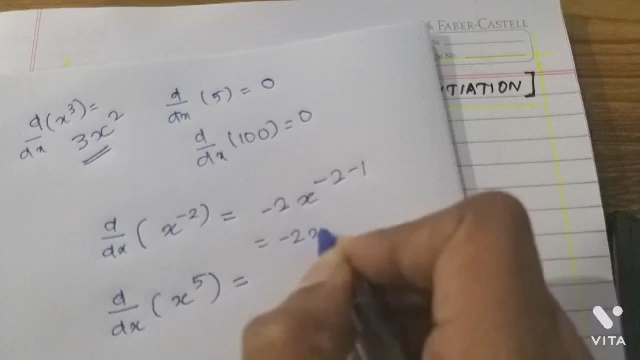 FABER-CASTELL
TIATION]
d/dx (x³) = 3x²
d/dx (5) = 0
d/dx (100) = 0
d/dx (x⁻²) = -2x⁻²⁻¹
= -2x
d/dx (x⁵) =
VITA